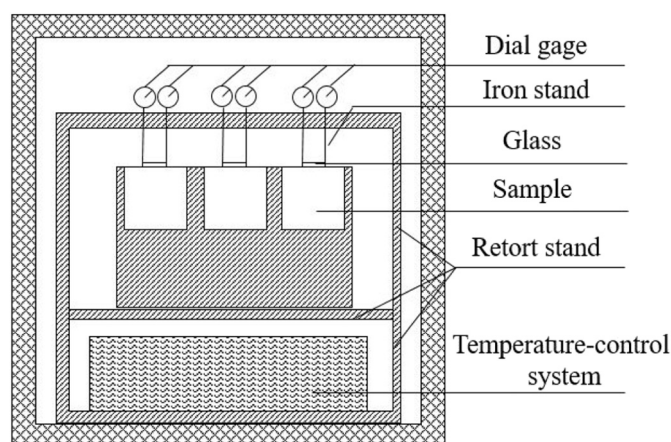 Dial gage
Iron stand
Glass
Sample
Retort stand
Temperature-control
system